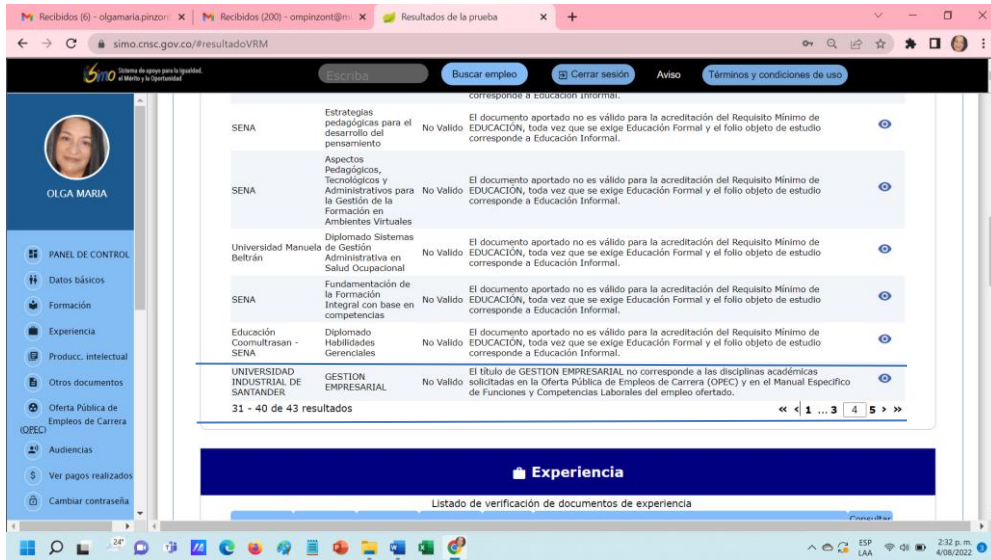 Recibidos (6) - olgamaria.pinzon
Recibidos (200) - ompinzont@mi
Resultados de la prueba
simo.cnsc.gov.co/#resultadoVRM
Simo Sistema de apoyo para la Igualdad, el Mérito y la Oportunidad
Escriba
Buscar empleo
Cerrar sesión
Aviso
Términos y condiciones de uso
OLGA MARIA
PANEL DE CONTROL
Datos básicos
Formación
Experiencia
Producc. intelectual
Otros documentos
Oferta Pública de
Empleos de Carrera
(OPEC)
Audiencias
Ver pagos realizados
Cambiar contraseña
corresponde a Educación Informal.
SENA
Estrategias
pedagógicas para el
desarrollo del
pensamiento
No Valido
El documento aportado no es válido para la acreditación del Requisito Mínimo de
EDUCACIÓN, toda vez que se exige Educación Formal y el folio objeto de estudio
corresponde a Educación Informal.
SENA
Aspectos
Pedagógicos,
Tecnológicos y
Administrativos para
la Gestión de la
Formación en
Ambientes Virtuales
No Valido
El documento aportado no es válido para la acreditación del Requisito Mínimo de
EDUCACIÓN, toda vez que se exige Educación Formal y el folio objeto de estudio
corresponde a Educación Informal.
Universidad Manuela
Beltrán
Diplomado Sistemas
de Gestión
Administrativa en
Salud Ocupacional
No Valido
El documento aportado no es válido para la acreditación del Requisito Mínimo de
EDUCACIÓN, toda vez que se exige Educación Formal y el folio objeto de estudio
corresponde a Educación Informal.
SENA
Fundamentación de
la Formación
Integral con base en
competencias
No Valido
El documento aportado no es válido para la acreditación del Requisito Mínimo de
EDUCACIÓN, toda vez que se exige Educación Formal y el folio objeto de estudio
corresponde a Educación Informal.
Educación
Coomultrasan -
SENA
Diplomado
Habilidades
Gerenciales
No Valido
El documento aportado no es válido para la acreditación del Requisito Mínimo de
EDUCACIÓN, toda vez que se exige Educación Formal y el folio objeto de estudio
corresponde a Educación Informal.
UNIVERSIDAD
INDUSTRIAL DE
SANTANDER
GESTION
EMPRESARIAL
No Valido
El título de GESTION EMPRESARIAL no corresponde a las disciplinas académicas
solicitadas en la Oferta Pública de Empleos de Carrera (OPEC) y en el Manual Especifico
de Funciones y Competencias Laborales del empleo ofertado.
31 - 40 de 43 resultados
« < 1 ... 3 4 5 > »
Experiencia
Listado de verificación de documentos de experiencia
Consultar
24°
ESP
LAA
2:32 p. m.
4/08/2022